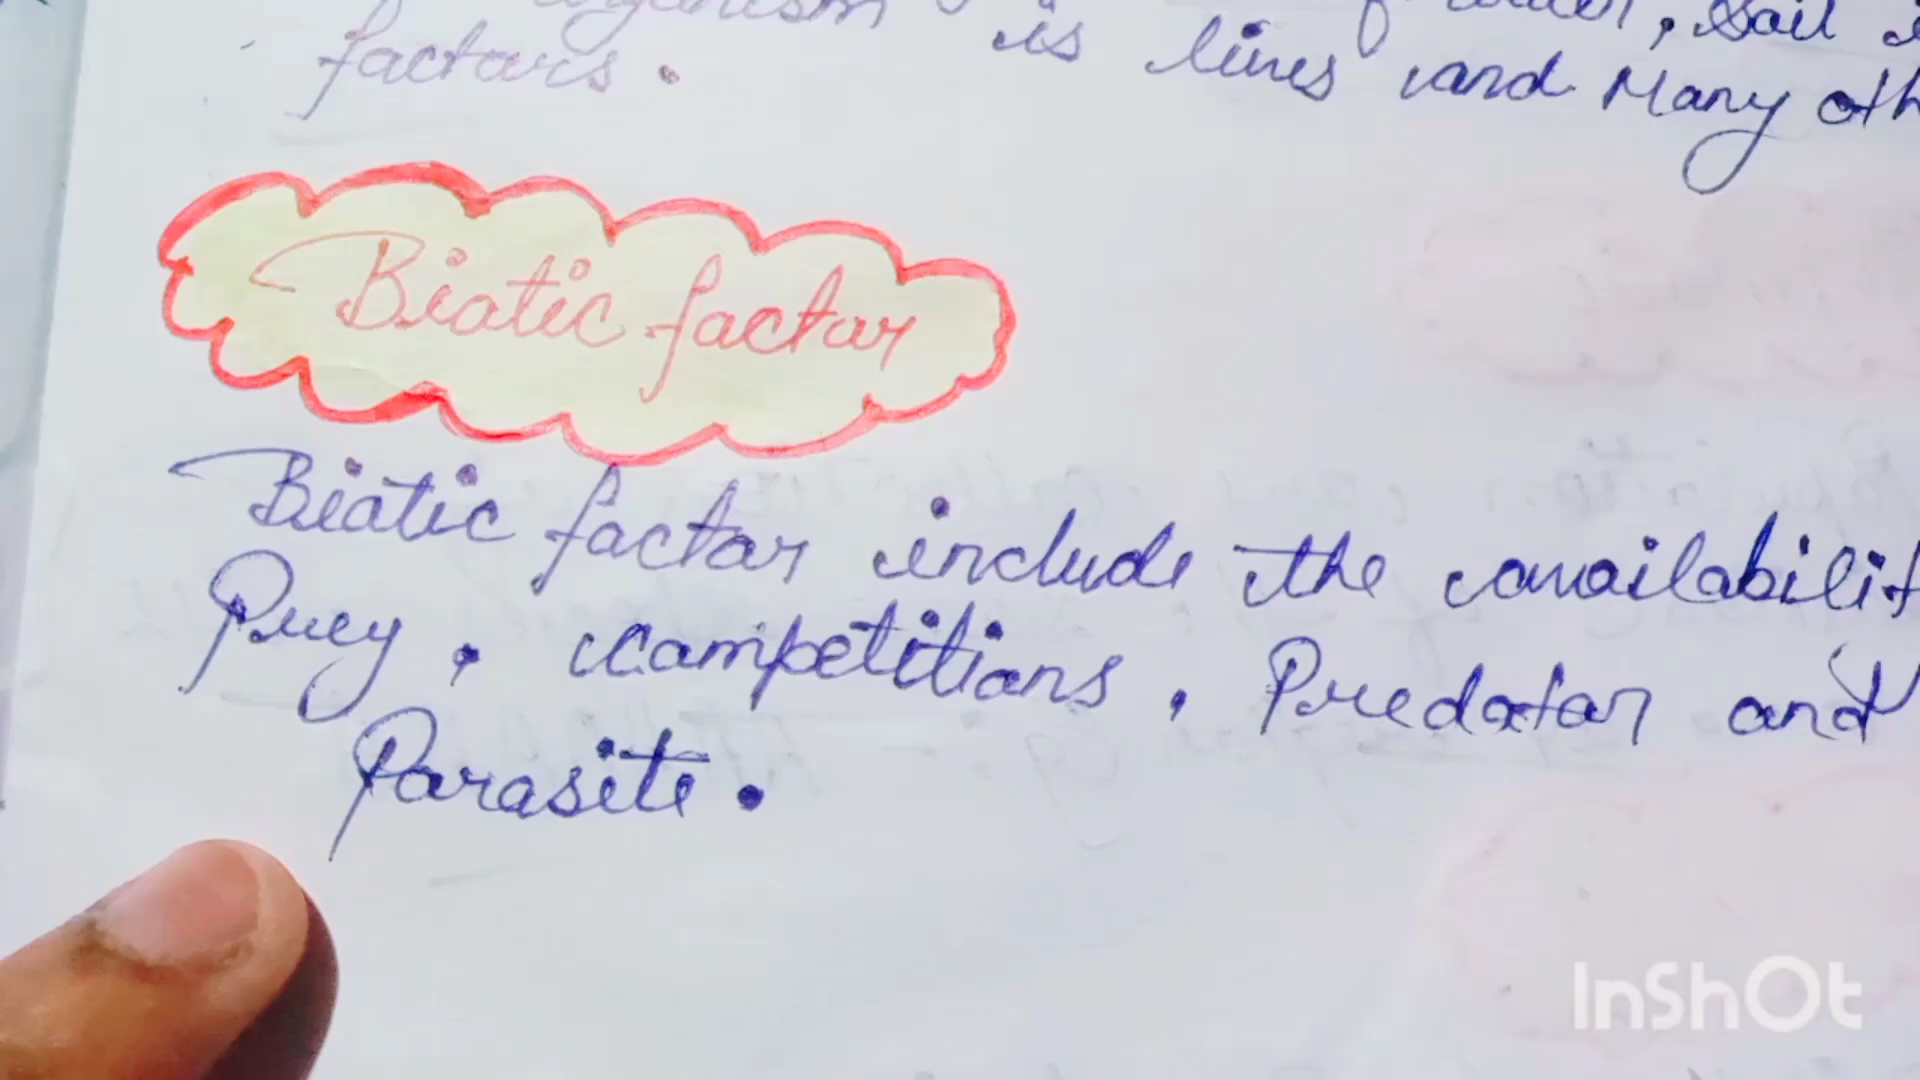 organism is lives and Many oth
factors.
Biotic factor
Biotic factor include the availabilit
Prey, competitions, Predator and
Parasite.
InShOt